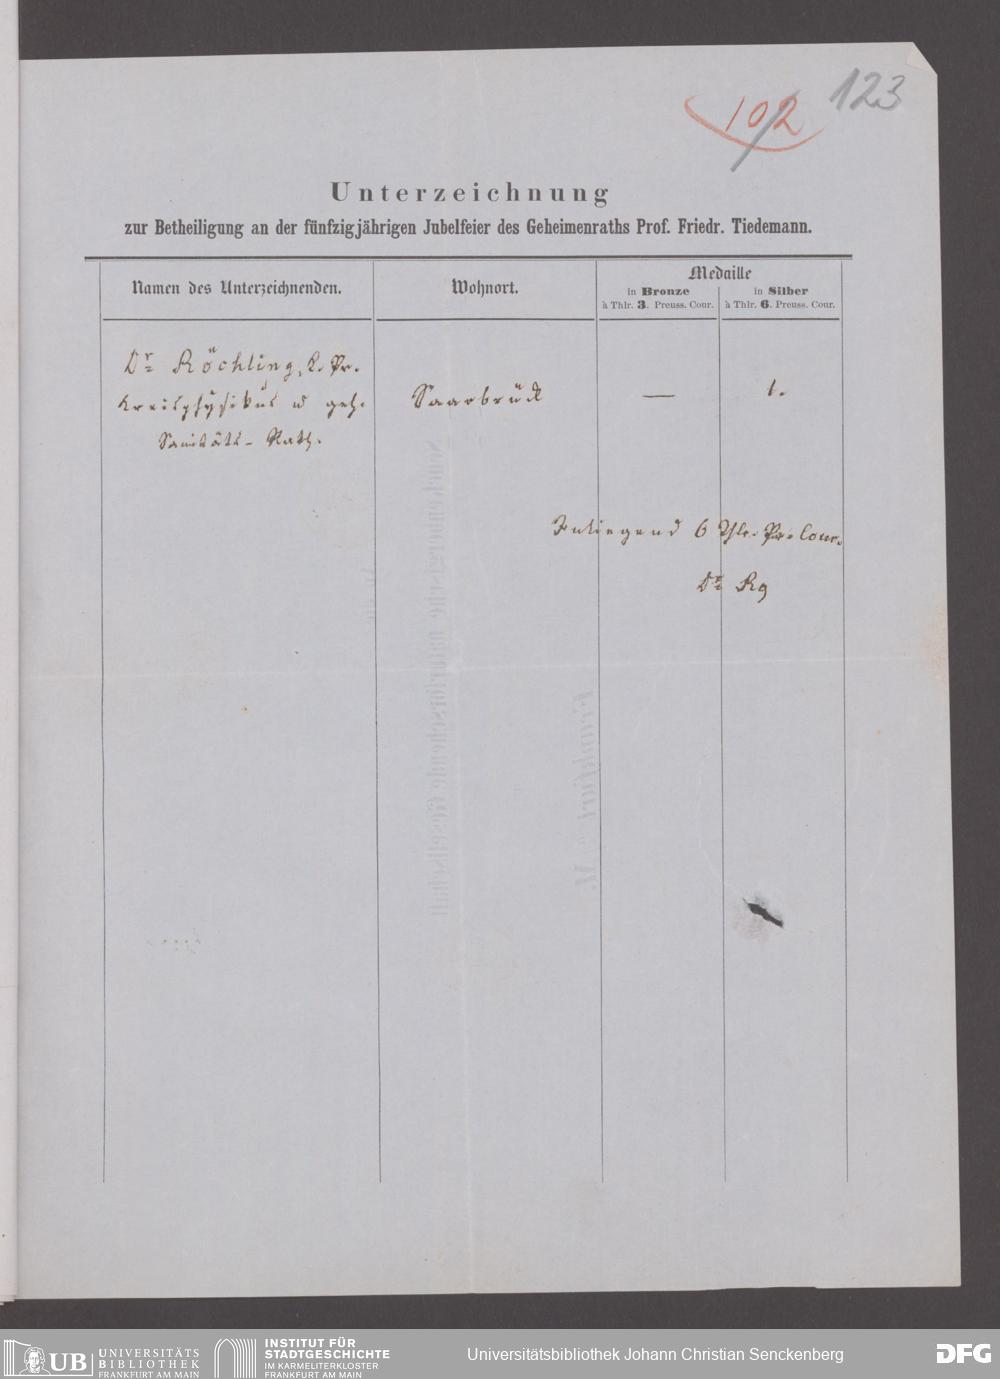 102
123
Unterzeichnung
zur Betheiligung an der fünfzigjährigen Jubelfeier des Geheimenraths Prof. Friedr. Tiedemann.
Namen des Unterzeichnenden.
Wohnort.
Medaille
in Bronze
à Thlr. 3. Preuss. Cour.
in Silber
à Thlr. 6. Preuss. Cour.
Dr Röchling, K. Pr.
Kreisphysikus u geh.
Sanitäts-Rath.
Saarbrück
—
1.
Inliegend 6 Thlr. Pr. Cour.
Dr Rg
UB UNIVERSITÄTS
BIBLIOTHEK
FRANKFURT AM MAIN
INSTITUT FÜR
STADTGESCHICHTE
IM KARMELITERKLOSTER
FRANKFURT AM MAIN
Universitätsbibliothek Johann Christian Senckenberg
DFG